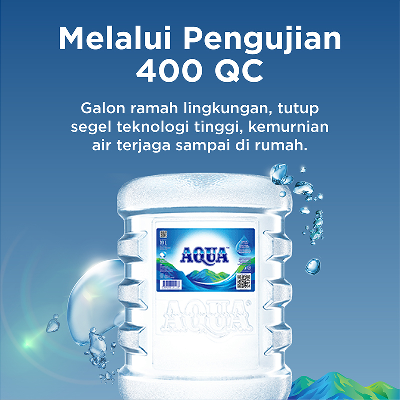 Melalui Pengujian
400 QC
Galon ramah lingkungan, tutup
segel teknologi tinggi, kemurnian
air terjaga sampai di rumah.
AQUA
AQUA